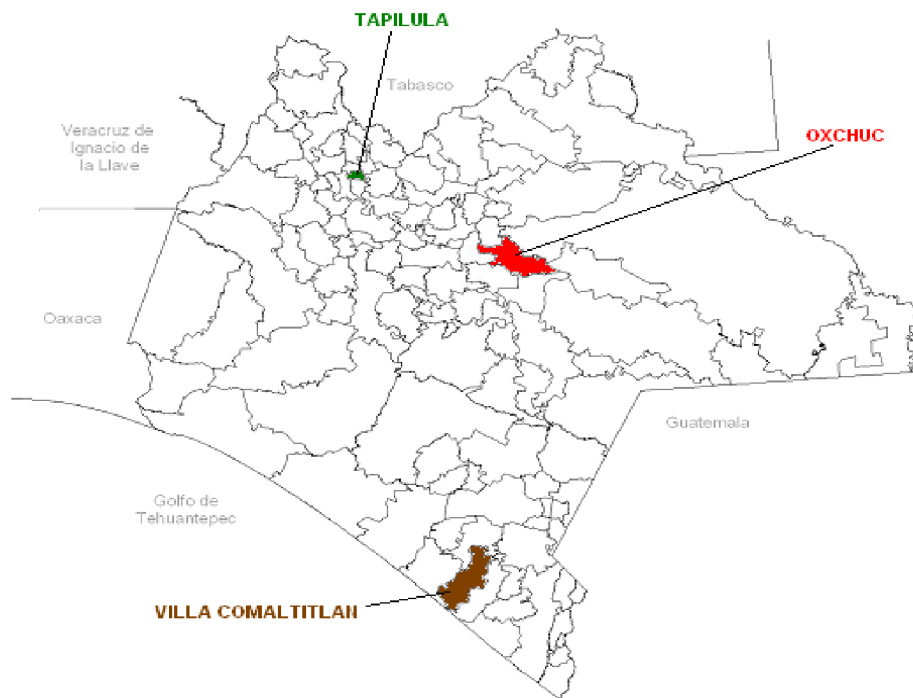 TAPILULA
Tabasco
Veracruz de
Ignacio de
la Llave
OXCHUC
Oaxaca
Guatemala
Golfo de
Tehuantepec
VILLA COMALTITLAN